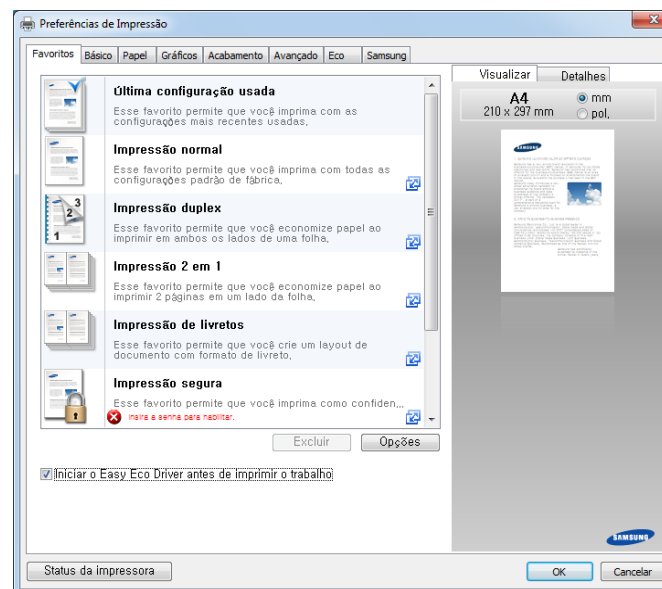 Preferências de Impressão
Favoritos Básico Papel Gráficos Acabamento Avançado Eco Samsung
Última configuração usada
Esse favorito permite que você imprima com as
configurações mais recentes usadas.
Impressão normal
Esse favorito permite que você imprima com todas as
configurações padrão de fábrica.
Impressão duplex
Esse favorito permite que você economize papel ao
imprimir em ambos os lados de uma folha.
Impressão 2 em 1
Esse favorito permite que você economize papel ao
imprimir 2 páginas em um lado da folha.
Impressão de livretos
Esse favorito permite que você crie um layout de
documento com formato de livreto.
Impressão segura
Esse favorito permite que você imprima como confiden...
Insira a senha para habilitar.
Excluir Opções
Iniciar o Easy Eco Driver antes de imprimir o trabalho
Visualizar Detalhes
A4
210 x 297 mm
mm
pol.
SAMSUNG
SAMSUNG
Status da impressora
OK Cancelar
1 2 3